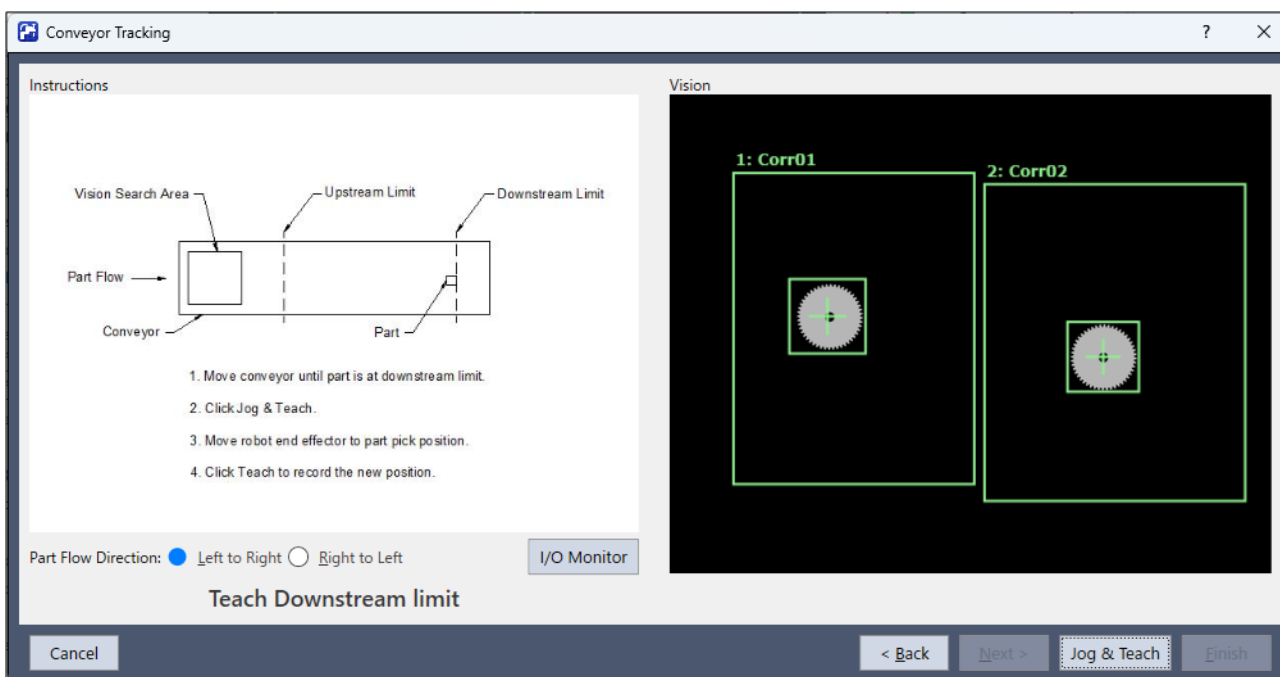 Conveyor Tracking
?
Instructions
Vision Search Area
Upstream Limit
Downstream Limit
Part Flow
Conveyor
Part
1. Move conveyor until part is at downstream limit.
2. Click Jog & Teach.
3. Move robot end effector to part pick position.
4. Click Teach to record the new position.
Part Flow Direction: Left to Right Right to Left
I/O Monitor
Teach Downstream limit
Vision
1: Corr01
2: Corr02
Cancel
< Back
Next >
Jog & Teach
Finish